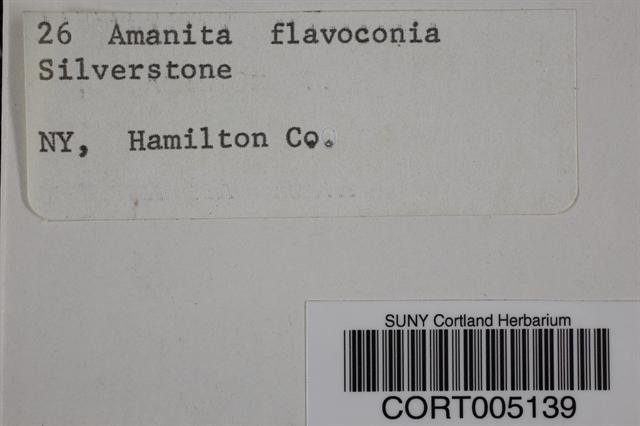 26 Amanita flavoconia
Silverstone
NY, Hamilton Co.
SUNY Cortland Herbarium
CORT005139